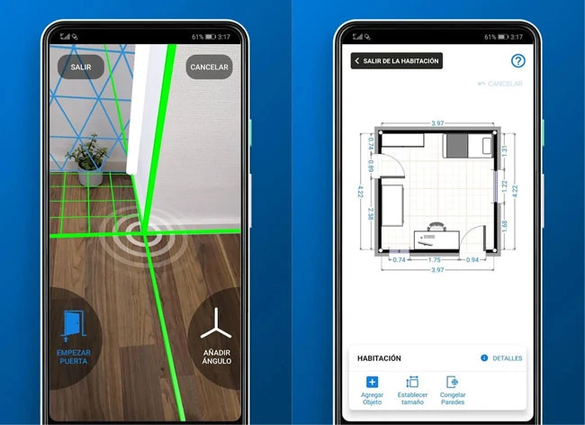 61% 3:17
SALIR
CANCELAR
EMPEZAR
PUERTA
AÑADIR
ÁNGULO
61% 3:17
SALIR DE LA HABITACIÓN
?
CANCELAR
3.97
0.74
0.89
2.58
4.22
1.31
1.22
1.68
4.22
0.74
1.75
0.94
3.97
HABITACIÓN
DETALLES
Agregar
Objeto
Establecer
tamaño
Congelar
Paredes